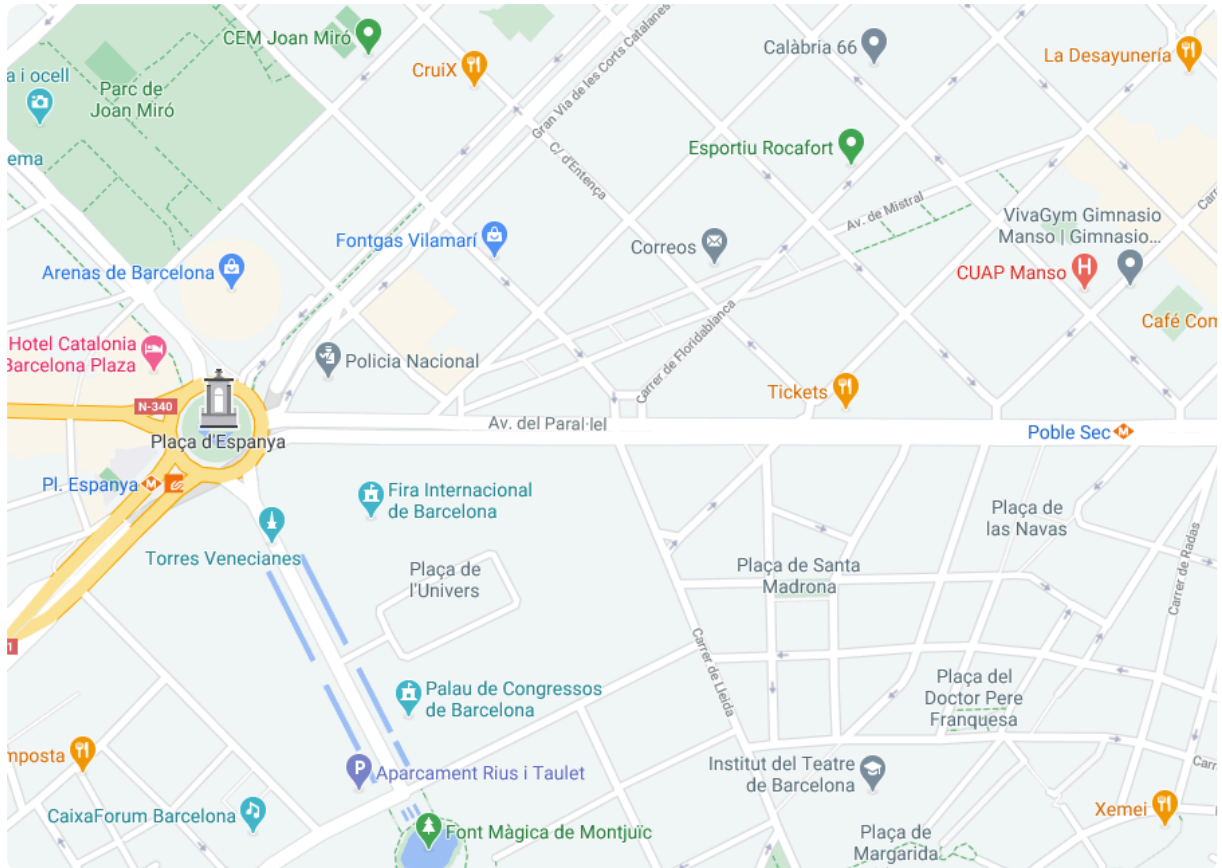 CEM Joan Miró
Calàbria 66
La Desayunería
CruiX
a i ocell
Parc de
Joan Miró
Gran Via de les Corts Catalanes
ema
C/ d'Entença
Esportiu Rocafort
Av. de Mistral
Carre
VivaGym Gimnasio
Manso | Gimnasio...
Fontgas Vilamarí
Correos
Arenas de Barcelona
CUAP Manso
H
Café Com
Hotel Catalonia
Barcelona Plaza
Policia Nacional
Carrer de Floridablanca
Tickets
N-340
Av. del Paral·lel
Plaça d'Espanya
Poble Sec
M
Pl. Espanya
M
Fira Internacional
de Barcelona
Plaça de
las Navas
Torres Venecianes
Plaça de
l'Univers
Plaça de Santa
Madrona
Carrer de Radas
1
Carrer de Lleida
Palau de Congressos
de Barcelona
Plaça del
Doctor Pere
Franquesa
mposta
P
Aparcament Rius i Taulet
Institut del Teatre
de Barcelona
Carr
CaixaForum Barcelona
Xemei
Font Màgica de Montjuïc
Plaça de
Margarida